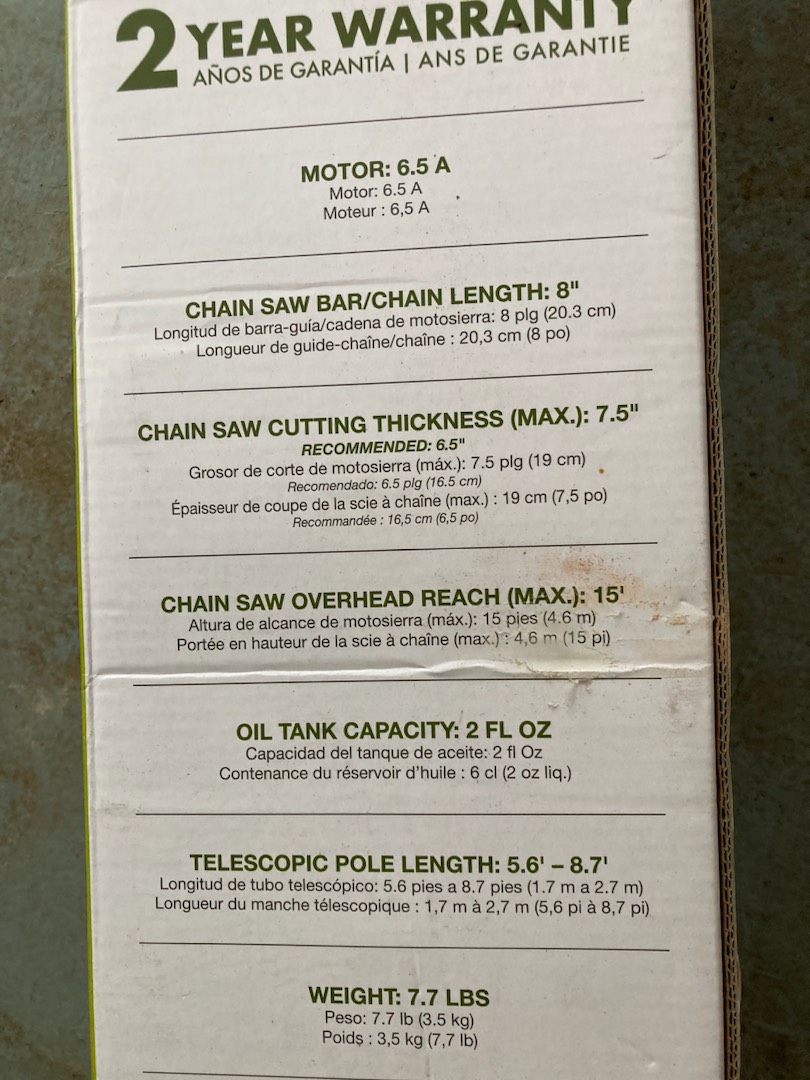 2 YEAR WARRANTY
AÑOS DE GARANTÍA | ANS DE GARANTIE
MOTOR: 6.5 A
Motor: 6.5 A
Moteur : 6,5 A
CHAIN SAW BAR/CHAIN LENGTH: 8"
Longitud de barra-guía/cadena de motosierra: 8 plg (20.3 cm)
Longueur de guide-chaîne/chaîne : 20,3 cm (8 po)
CHAIN SAW CUTTING THICKNESS (MAX.): 7.5"
RECOMMENDED: 6.5"
Grosor de corte de motosierra (máx.): 7.5 plg (19 cm)
Recomendado: 6.5 plg (16.5 cm)
Épaisseur de coupe de la scie à chaîne (max.) : 19 cm (7,5 po)
Recommandée : 16,5 cm (6,5 po)
CHAIN SAW OVERHEAD REACH (MAX.): 15'
Altura de alcance de motosierra (máx.): 15 pies (4.6 m)
Portée en hauteur de la scie à chaîne (max.) : 4,6 m (15 pi)
OIL TANK CAPACITY: 2 FL OZ
Capacidad del tanque de aceite: 2 fl Oz
Contenance du réservoir d'huile : 6 cl (2 oz liq.)
TELESCOPIC POLE LENGTH: 5.6' – 8.7'
Longitud de tubo telescópico: 5.6 pies a 8.7 pies (1.7 m a 2.7 m)
Longueur du manche télescopique : 1,7 m à 2,7 m (5,6 pi à 8,7 pi)
WEIGHT: 7.7 LBS
Peso: 7.7 lb (3.5 kg)
Poids : 3,5 kg (7,7 lb)